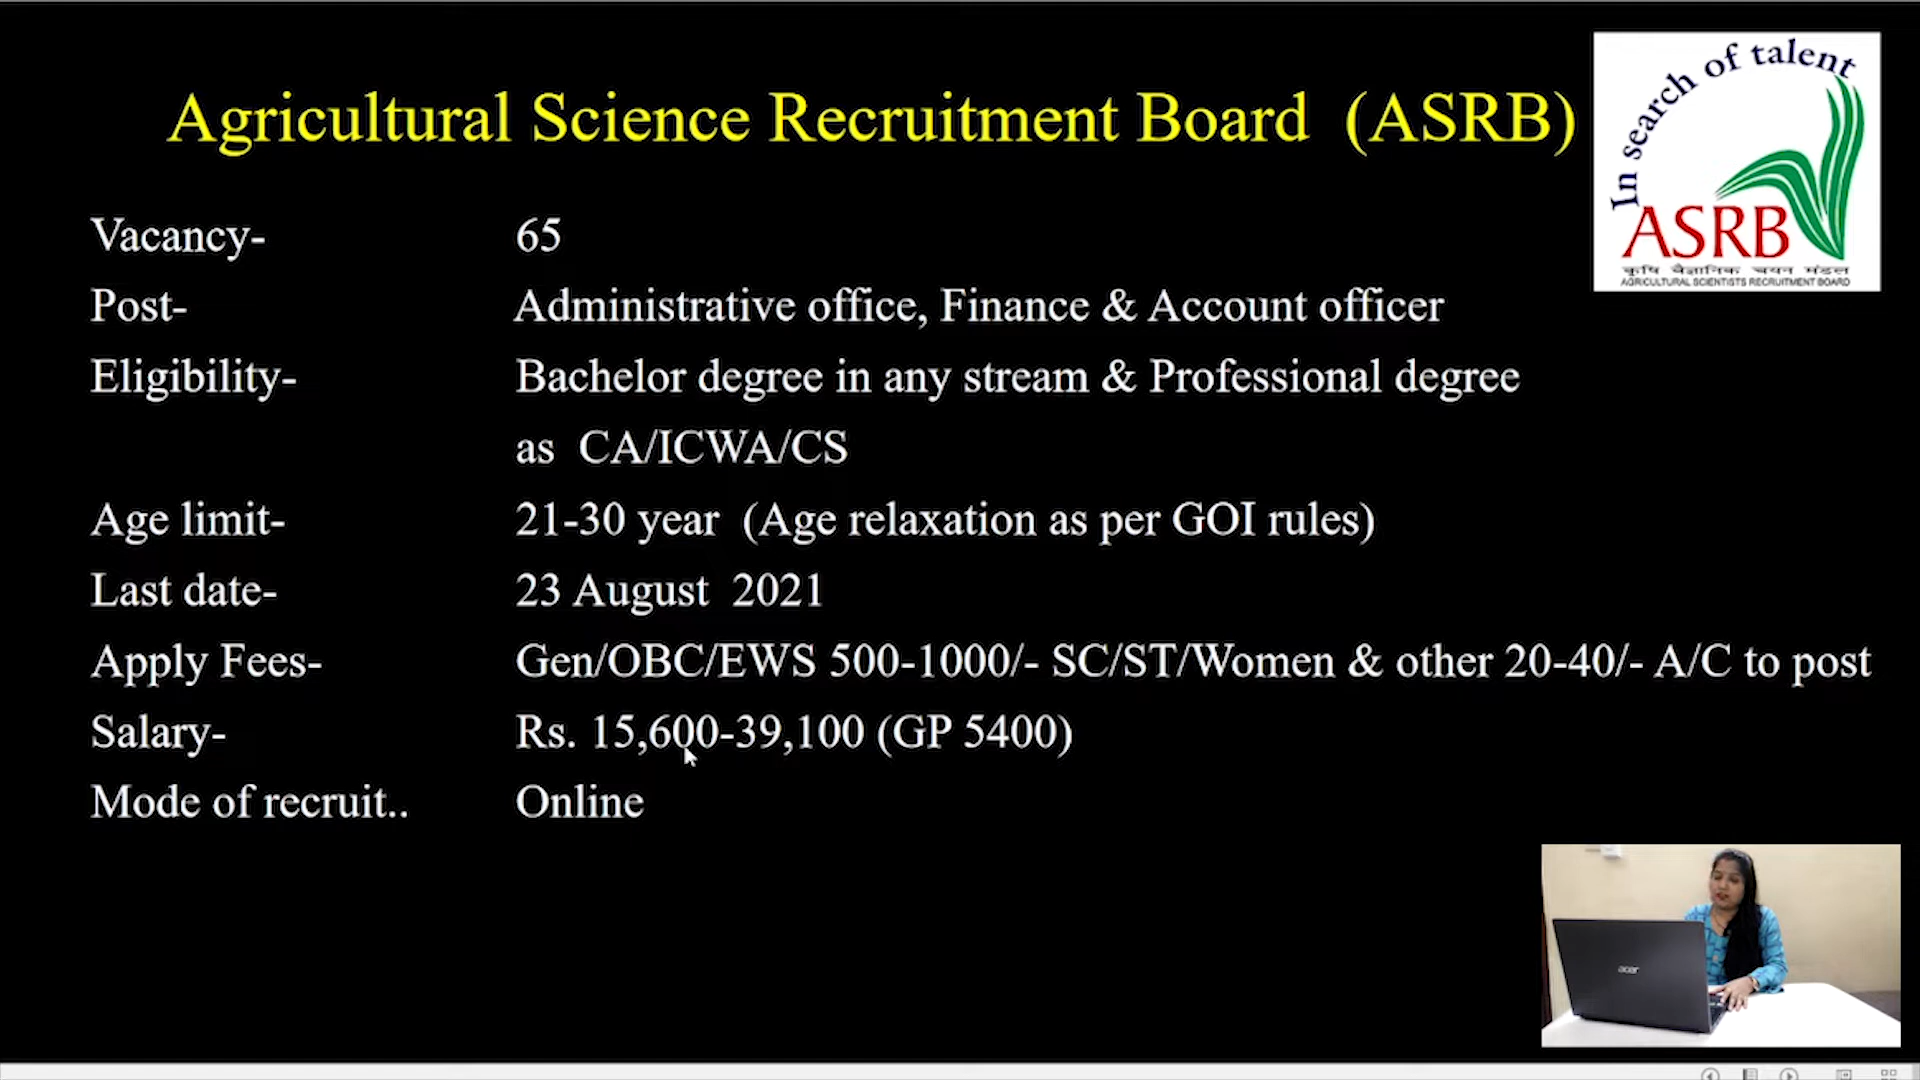 Agricultural Science Recruitment Board (ASRB)
In search of talent
ASRB
कृषि वैज्ञानिक चयन मंडल
AGRICULTURAL SCIENTISTS RECRUITMENT BOARD
Vacancy- 65
Post- Administrative office, Finance & Account officer
Eligibility- Bachelor degree in any stream & Professional degree
as CA/ICWA/CS
Age limit- 21-30 year (Age relaxation as per GOI rules)
Last date- 23 August 2021
Apply Fees- Gen/OBC/EWS 500-1000/- SC/ST/Women & other 20-40/- A/C to post
Salary- Rs. 15,600-39,100 (GP 5400)
Mode of recruit.. Online
acer